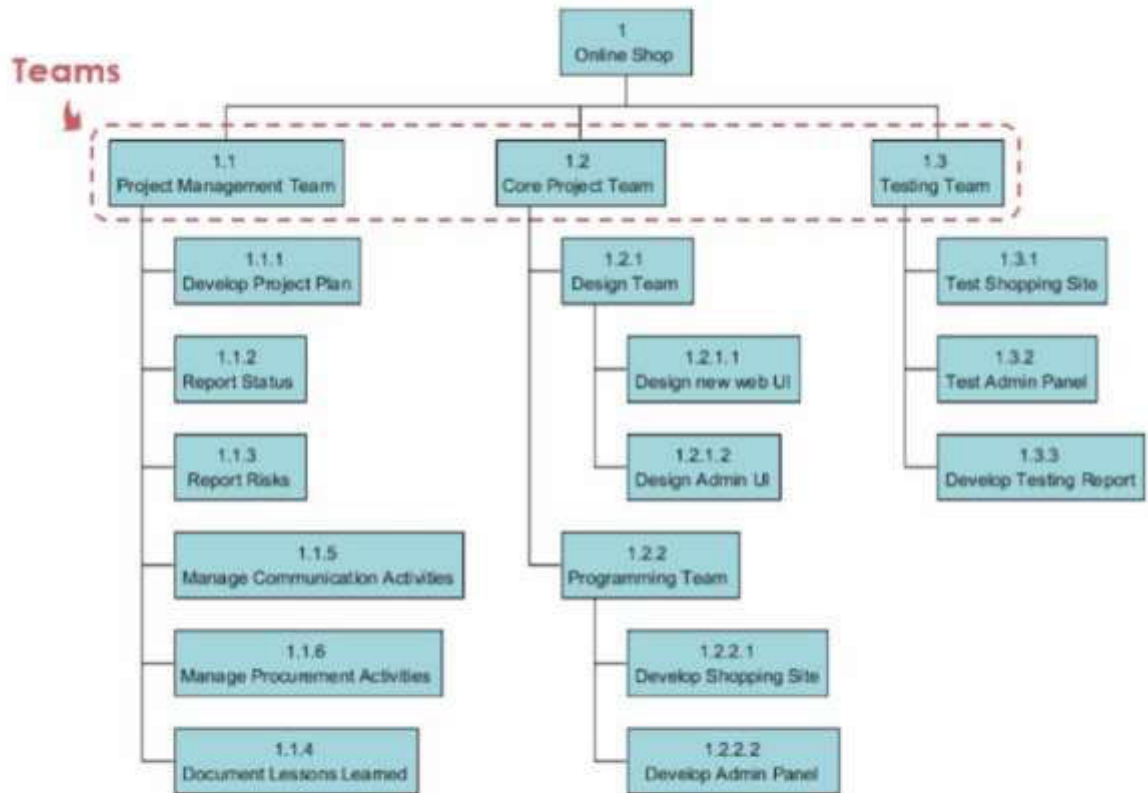 1
Online Shop
Teams
1.1
Project Management Team
1.2
Core Project Team
1.3
Testing Team
1.1.1
Develop Project Plan
1.1.2
Report Status
1.1.3
Report Risks
1.1.5
Manage Communication Activities
1.1.6
Manage Procurement Activities
1.1.4
Document Lessons Learned
1.2.1
Design Team
1.2.1.1
Design new web UI
1.2.1.2
Design Admin UI
1.2.2
Programming Team
1.2.2.1
Develop Shopping Site
1.2.2.2
Develop Admin Panel
1.3.1
Test Shopping Site
1.3.2
Test Admin Panel
1.3.3
Develop Testing Report